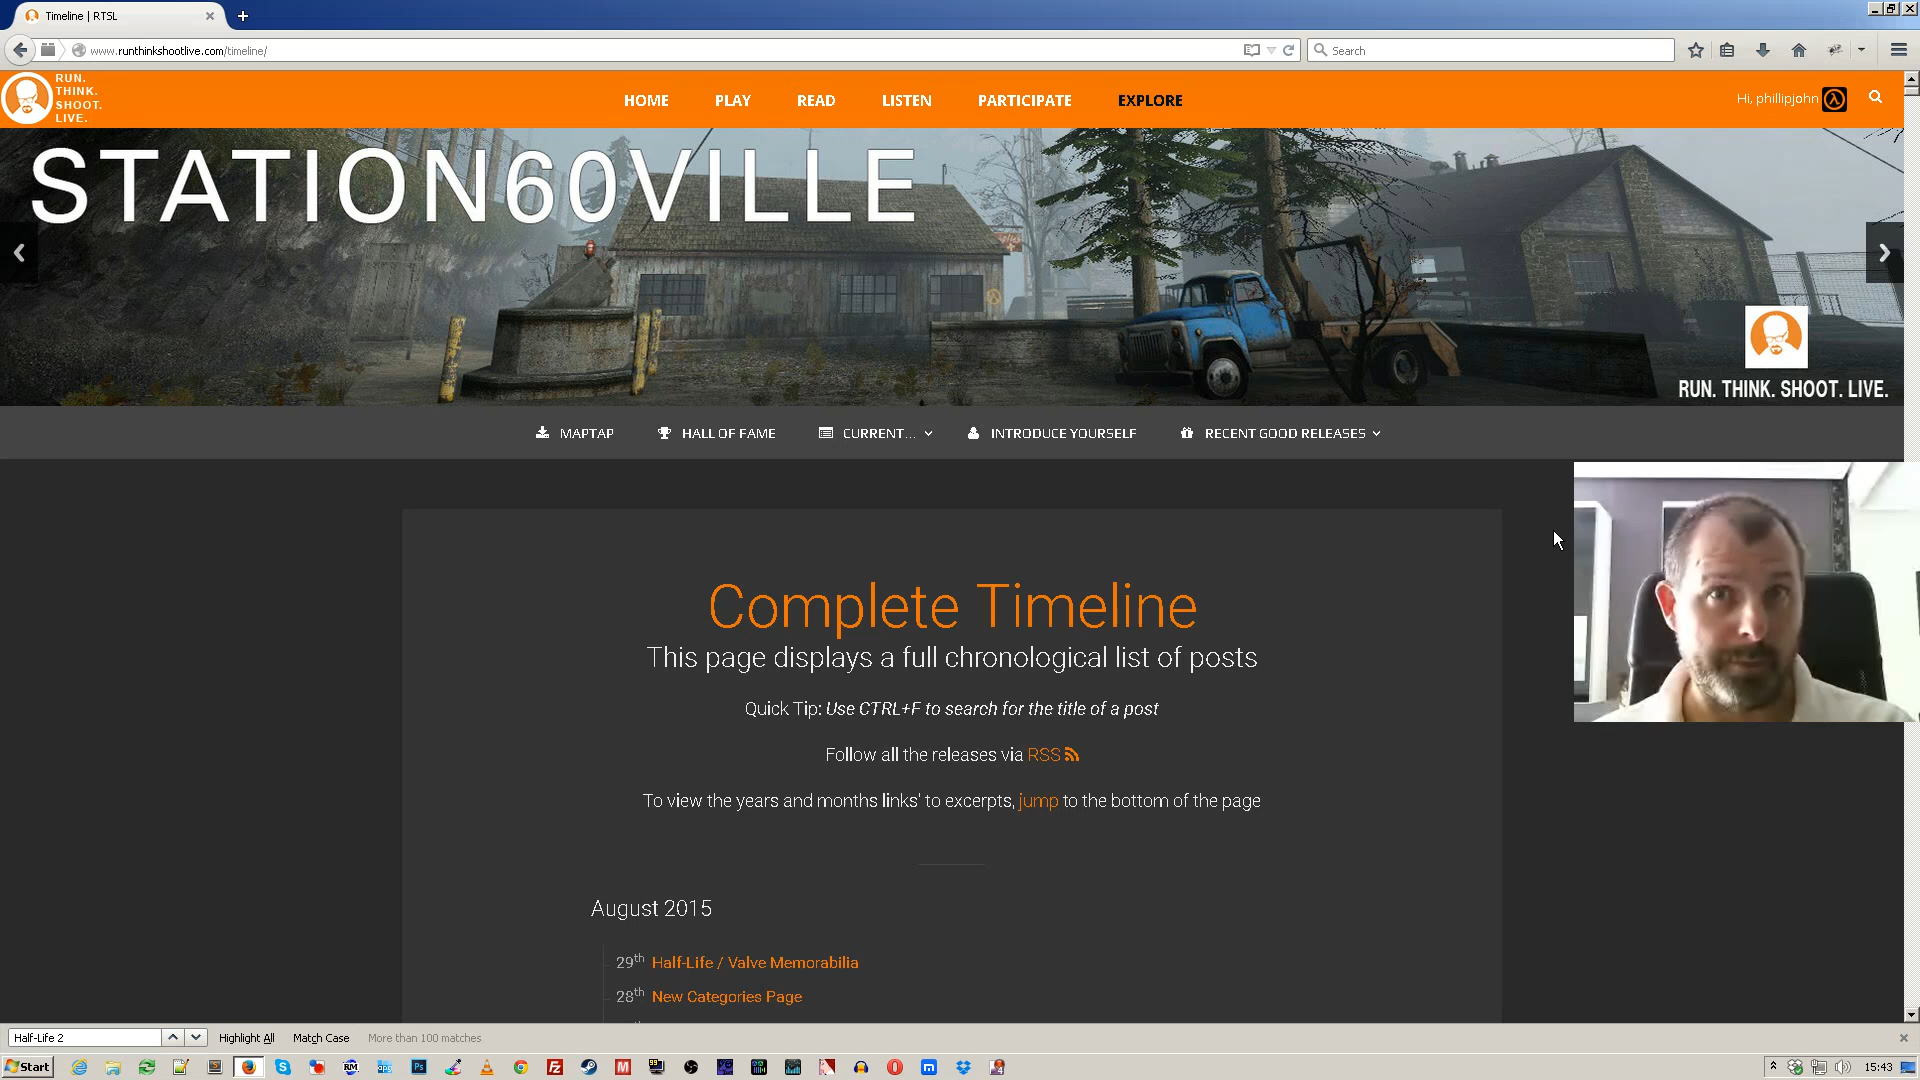 Timeline | RTSL
www.runthinkshootlive.com/timeline/
Search
RUN.
THINK.
SHOOT.
LIVE.
HOME PLAY READ LISTEN PARTICIPATE EXPLORE
Hi, phillipjohn
STATION60VILLE
RUN. THINK. SHOOT. LIVE.
MAPTAP HALL OF FAME CURRENT... INTRODUCE YOURSELF RECENT GOOD RELEASES
Complete Timeline
This page displays a full chronological list of posts
Quick Tip: Use CTRL+F to search for the title of a post
Follow all the releases via RSS
To view the years and months links' to excerpts, jump to the bottom of the page
August 2015
29th Half-Life / Valve Memorabilia
28th New Categories Page
Half-Life 2 Highlight All Match Case More than 100 matches
Start
15:43